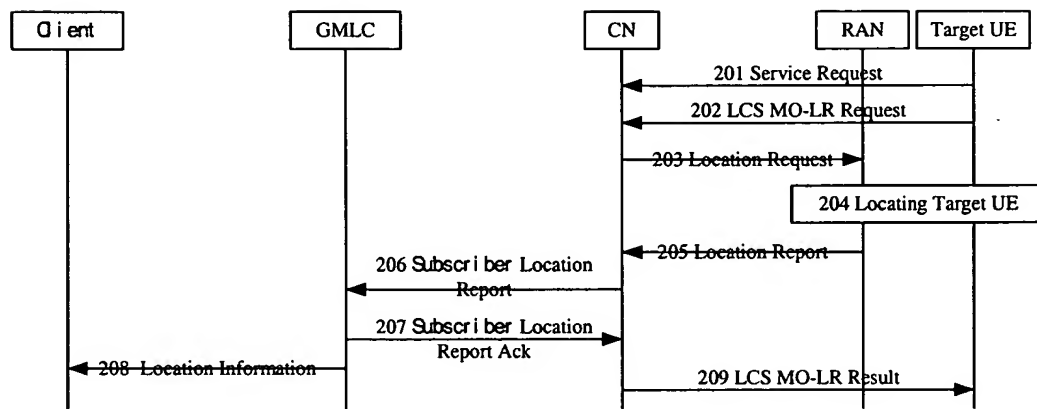 Client
GMLC
CN
RAN
Target UE
201 Service Request
202 LCS MO-LR Request
203 Location Request
204 Locating Target UE
205 Location Report
206 Subscriber Location
Report
207 Subscriber Location
Report Ack
208 Location Information
209 LCS MO-LR Result